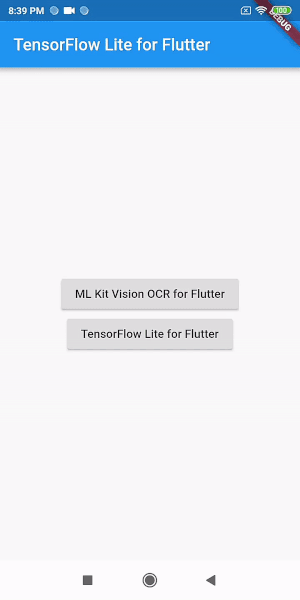 8:39 PM
100
DEBUG
TensorFlow Lite for Flutter
ML Kit Vision OCR for Flutter
TensorFlow Lite for Flutter